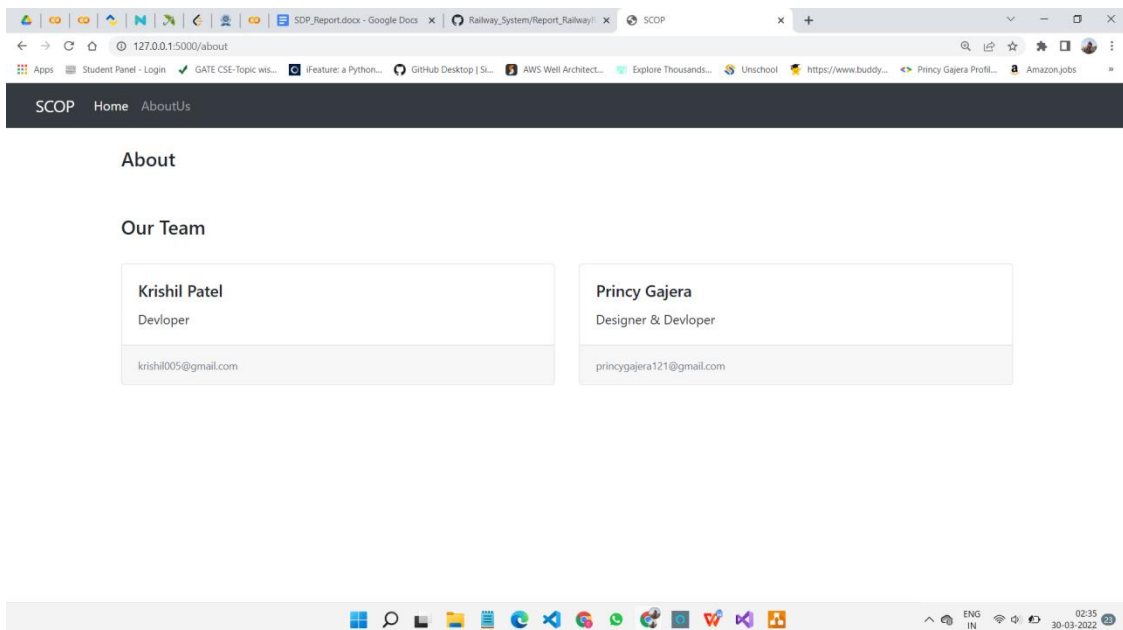 SDP_Report.docx - Google Docs
Railway_System/Report_Railway
SCOP
127.0.0.1:5000/about
Apps Student Panel - Login GATE CSE-Topic wis... iFeature: a Python... GitHub Desktop | Si... AWS Well Architect... Explore Thousands... Unschool https://www.buddy... Princy Gajera Profil... Amazon.jobs »
SCOP Home AboutUs
About
Our Team
Krishil Patel
Devloper
krishil005@gmail.com
Princy Gajera
Designer & Devloper
princygajera121@gmail.com
ENG
IN
02:35
30-03-2022
23